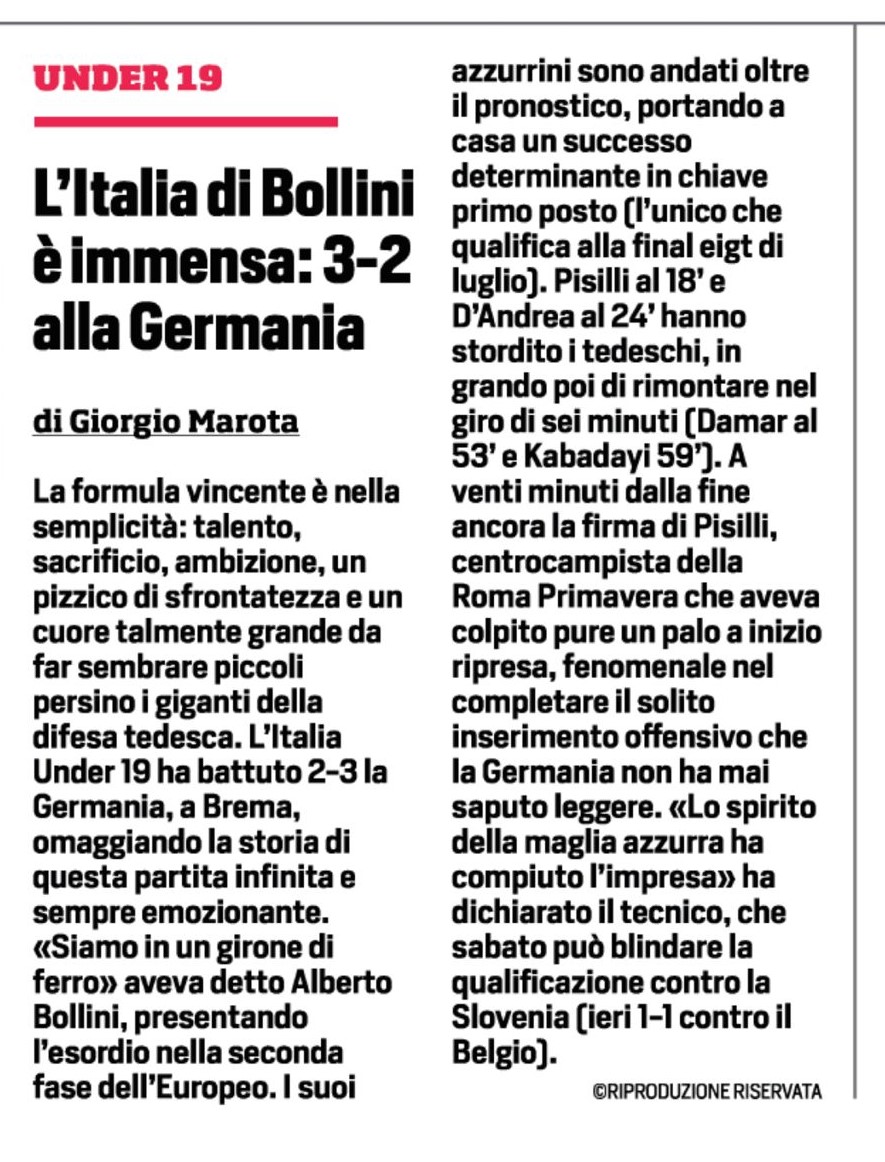 UNDER 19
L'Italia di Bollini
è immensa: 3-2
alla Germania
di Giorgio Marota
La formula vincente è nella
semplicità: talento,
sacrificio, ambizione, un
pizzico di sfrontatezza e un
cuore talmente grande da
far sembrare piccoli
persino i giganti della
difesa tedesca. L'Italia
Under 19 ha battuto 2-3 la
Germania, a Brema,
omaggiando la storia di
questa partita infinita e
sempre emozionante.
«Siamo in un girone di
ferro» aveva detto Alberto
Bollini, presentando
l'esordio nella seconda
fase dell'Europeo. I suoi
azzurrini sono andati oltre
il pronostico, portando a
casa un successo
determinante in chiave
primo posto (l'unico che
qualifica alla final eigt di
luglio). Pisilli al 18' e
D'Andrea al 24' hanno
stordito i tedeschi, in
grando poi di rimontare nel
giro di sei minuti (Damar al
53' e Kabadayi 59'). A
venti minuti dalla fine
ancora la firma di Pisilli,
centrocampista della
Roma Primavera che aveva
colpito pure un palo a inizio
ripresa, fenomenale nel
completare il solito
inserimento offensivo che
la Germania non ha mai
saputo leggere. «Lo spirito
della maglia azzurra ha
compiuto l'impresa» ha
dichiarato il tecnico, che
sabato può blindare la
qualificazione contro la
Slovenia (ieri 1-1 contro il
Belgio).
©RIPRODUZIONE RISERVATA